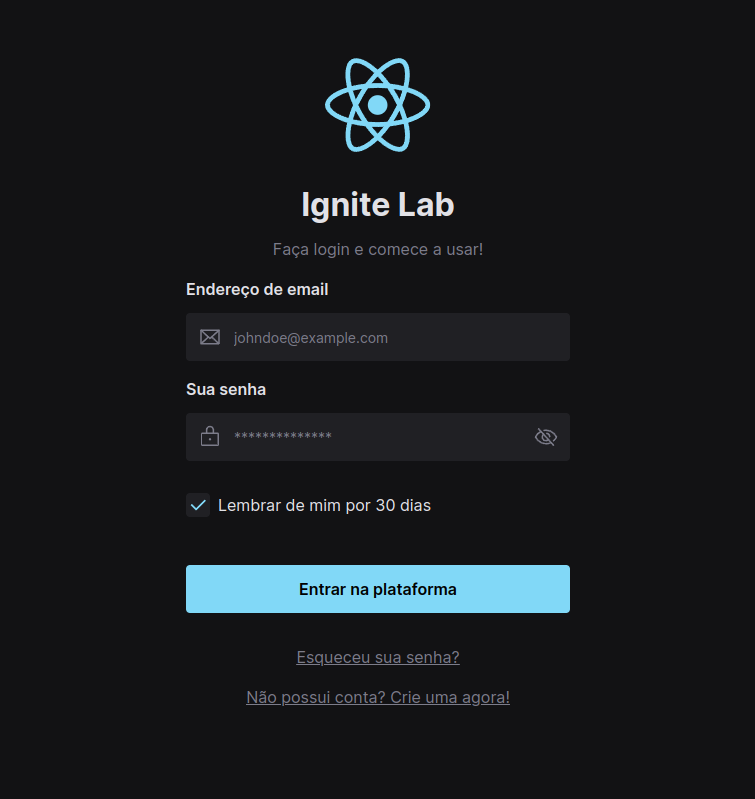 Ignite Lab
Faça login e comece a usar!
Endereço de email
johndoe@example.com
Sua senha
**************
Lembrar de mim por 30 dias
Entrar na plataforma
Esqueceu sua senha?
Não possui conta? Crie uma agora!